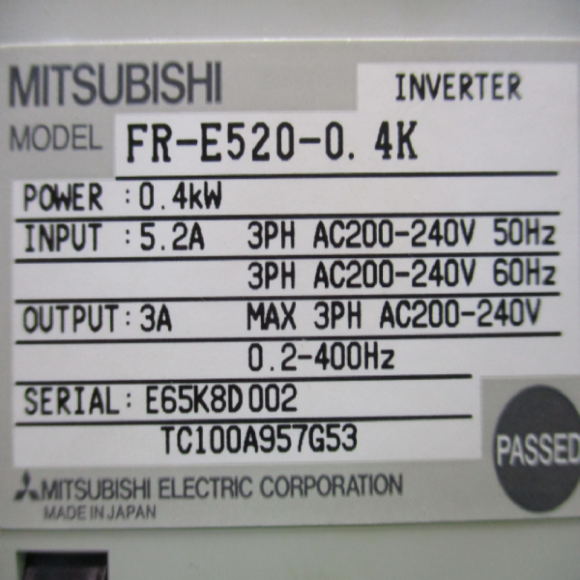 MITSUBISHI INVERTER
MODEL FR-E520-0.4K
POWER :0.4kW
INPUT :5.2A 3PH AC200-240V 50Hz
3PH AC200-240V 60Hz
OUTPUT:3A MAX 3PH AC200-240V
0.2-400Hz
SERIAL: E65K8D002
TC100A957G53
PASSED
MITSUBISHI ELECTRIC CORPORATION
MADE IN JAPAN